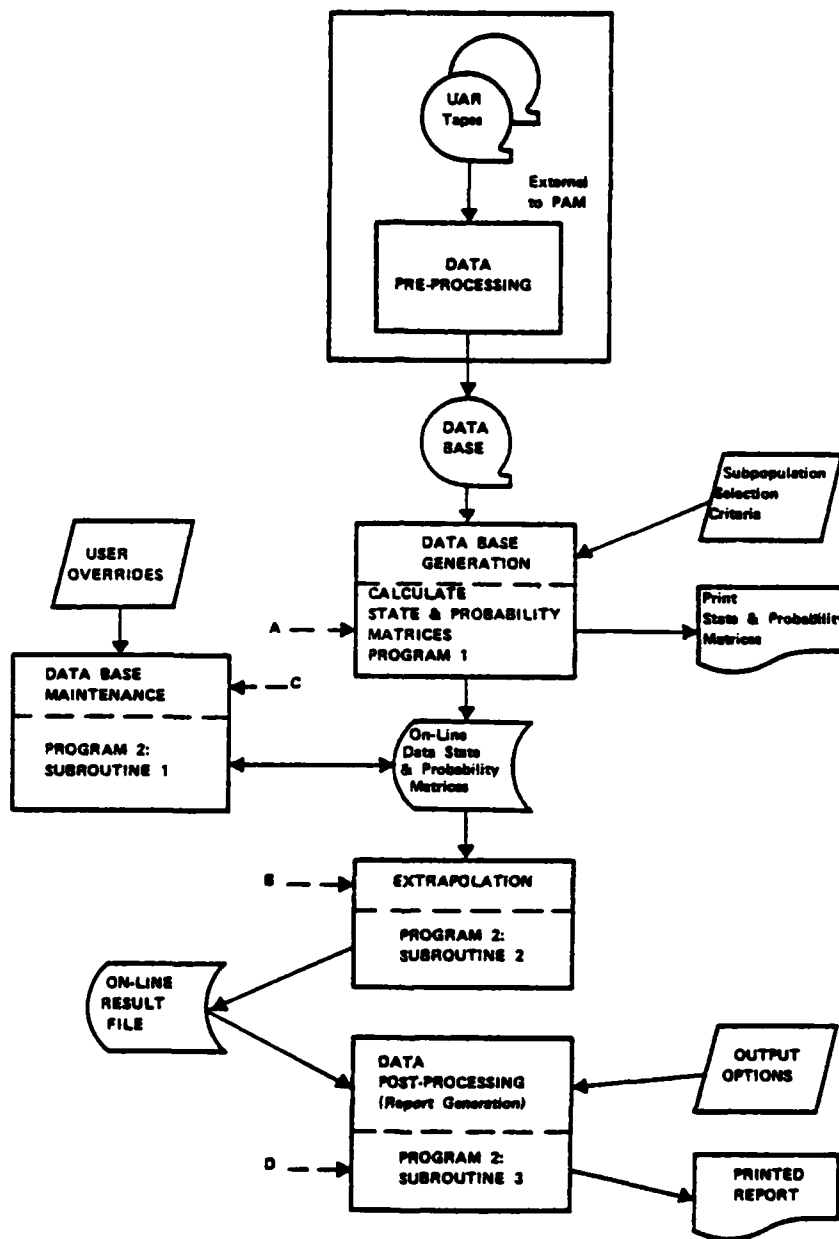 UAR
Tapes
External
to PAM
DATA
PRE-PROCESSING
DATA
BASE
Subpopulation
Selection
Criteria
DATA BASE
GENERATION
USER
OVERRIDES
CALCULATE
STATE & PROBABILITY
MATRICES
PROGRAM 1
A
Print
State & Probability
Matrices
DATA BASE
MAINTENANCE
C
PROGRAM 2:
SUBROUTINE 1
On-Line
Data State
& Probability
Matrices
B
EXTRAPOLATION
PROGRAM 2:
SUBROUTINE 2
ON-LINE
RESULT
FILE
DATA
POST-PROCESSING
(Report Generation)
OUTPUT
OPTIONS
D
PROGRAM 2:
SUBROUTINE 3
PRINTED
REPORT